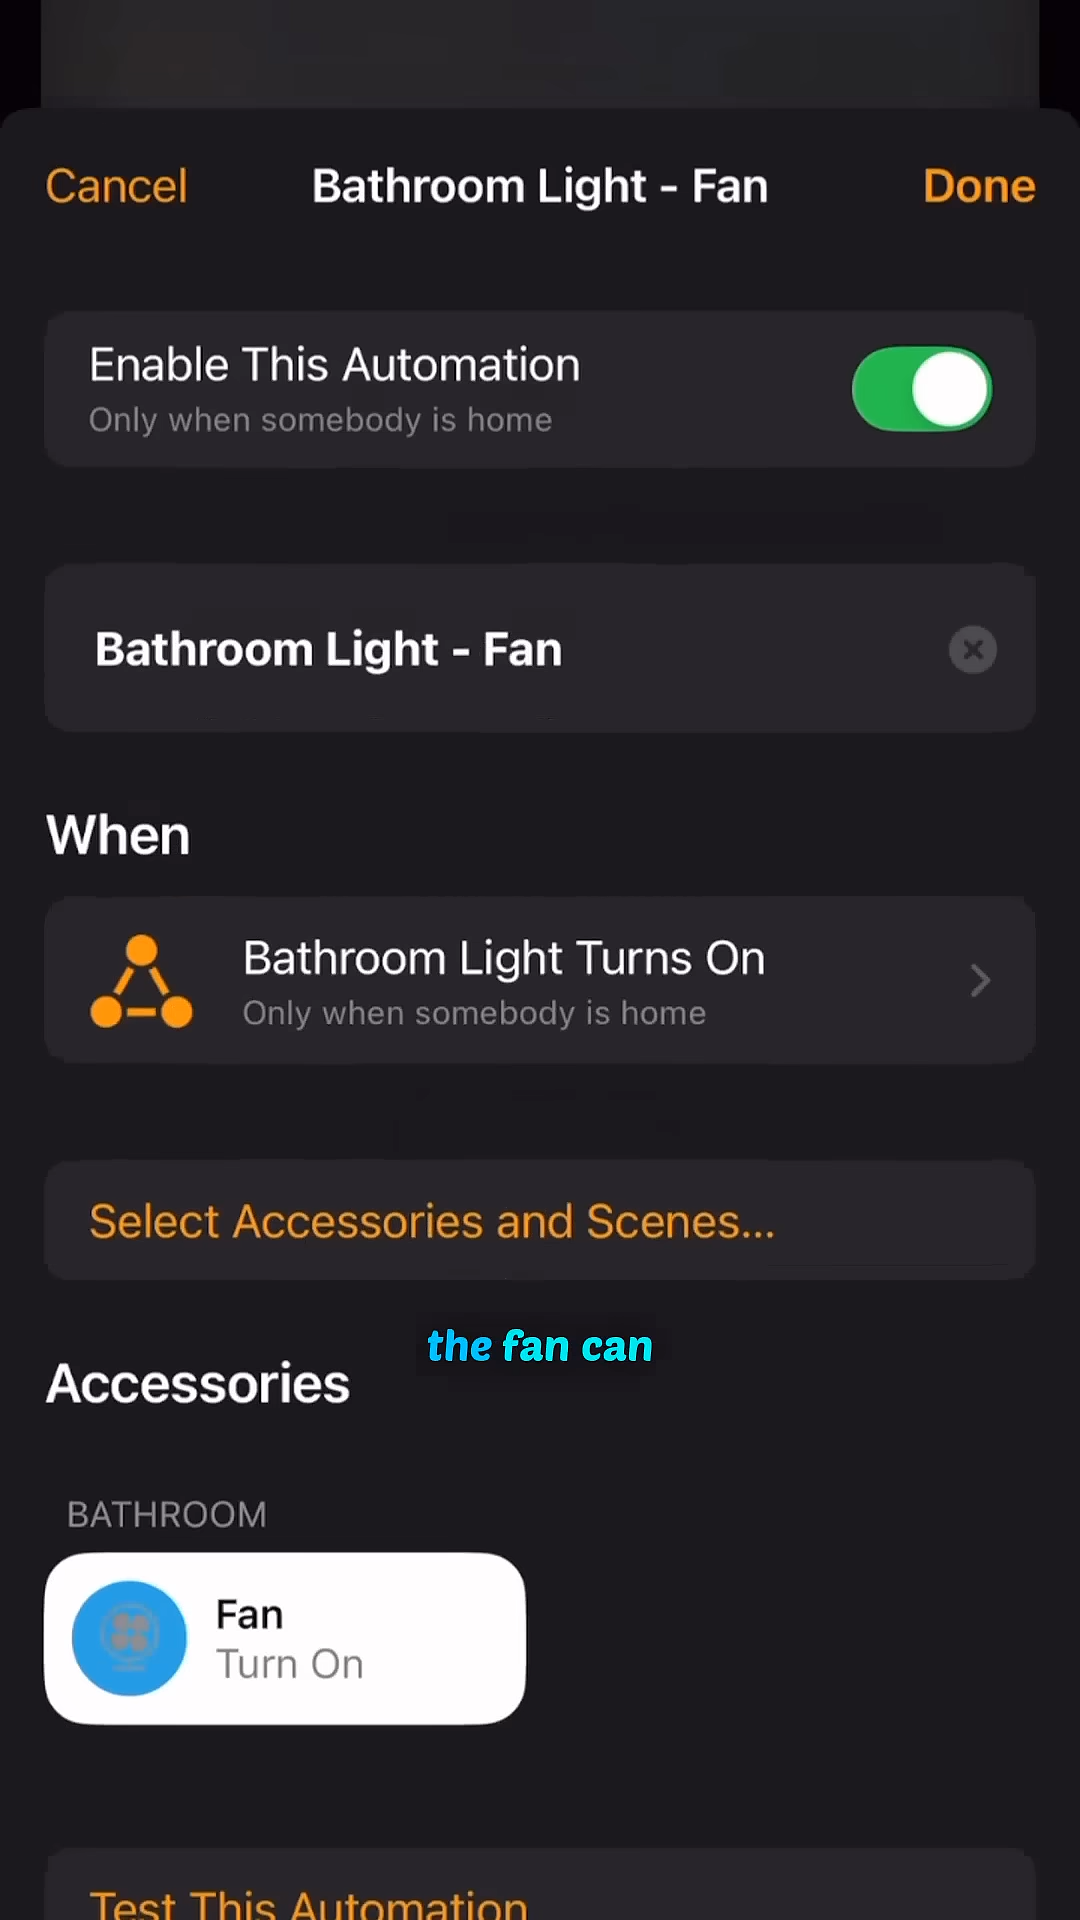 Cancel
Bathroom Light - Fan
Done
Enable This Automation
Only when somebody is home
Bathroom Light - Fan
When
Bathroom Light Turns On
Only when somebody is home
Select Accessories and Scenes...
the fan can
Accessories
BATHROOM
Fan
Turn On
Test This Automation